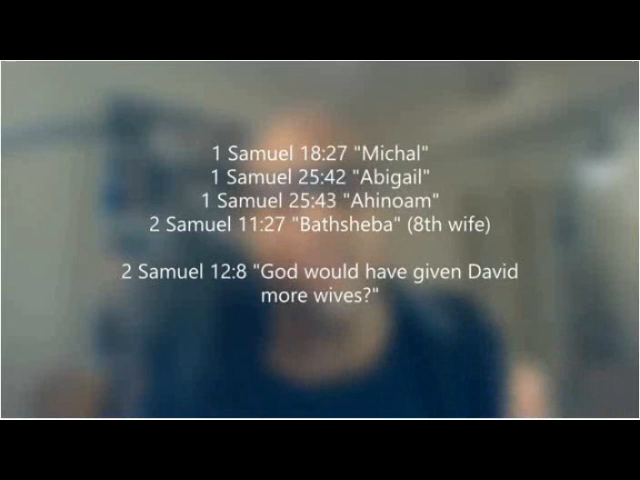 1 Samuel 18:27 "Michal"
1 Samuel 25:42 "Abigail"
1 Samuel 25:43 "Ahinoam"
2 Samuel 11:27 "Bathsheba" (8th wife)
2 Samuel 12:8 "God would have given David
more wives?"